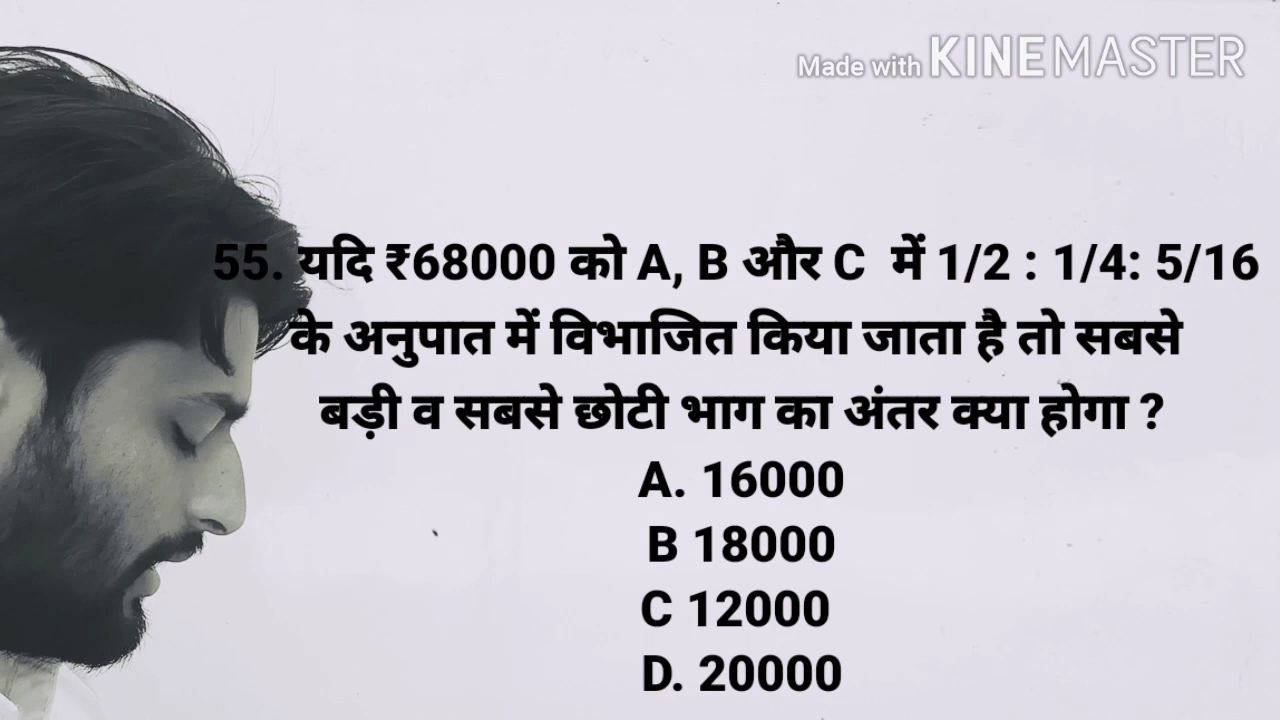 Made with KINEMASTER
55. यदि ₹68000 को A, B और C में 1/2 : 1/4: 5/16
के अनुपात में विभाजित किया जाता है तो सबसे
बड़ी व सबसे छोटी भाग का अंतर क्या होगा ?
A. 16000
B 18000
C 12000
D. 20000